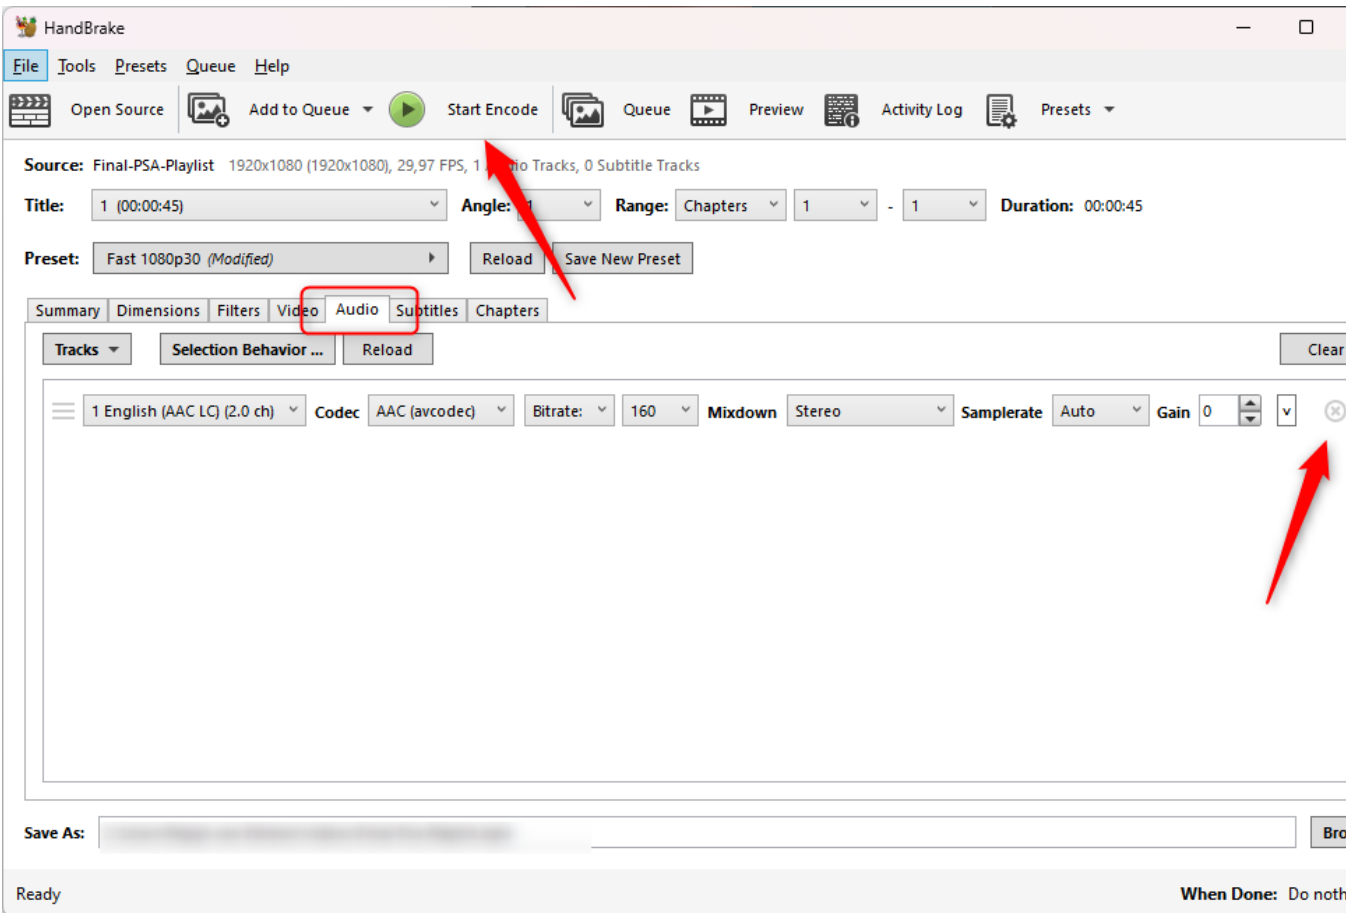 HandBrake
File Tools Presets Queue Help
Open Source Add to Queue Start Encode Queue Preview Activity Log Presets
Source: Final-PSA-Playlist 1920x1080 (1920x1080), 29,97 FPS, 1 Tracks, 0 Subtitle Tracks
Title: 1 (00:00:45) Angle: Range: Chapters 1 - 1 Duration: 00:00:45
Preset: Fast 1080p30 (Modified) Reload Save New Preset
Summary Dimensions Filters Video Audio Subtitles Chapters
Tracks Selection Behavior ... Reload Clear
1 English (AAC LC) (2.0 ch) Codec AAC (avcodec) Bitrate: 160 Mixdown Stereo Samplerate Auto Gain 0 v
Save As: Bro
Ready When Done: Do noth